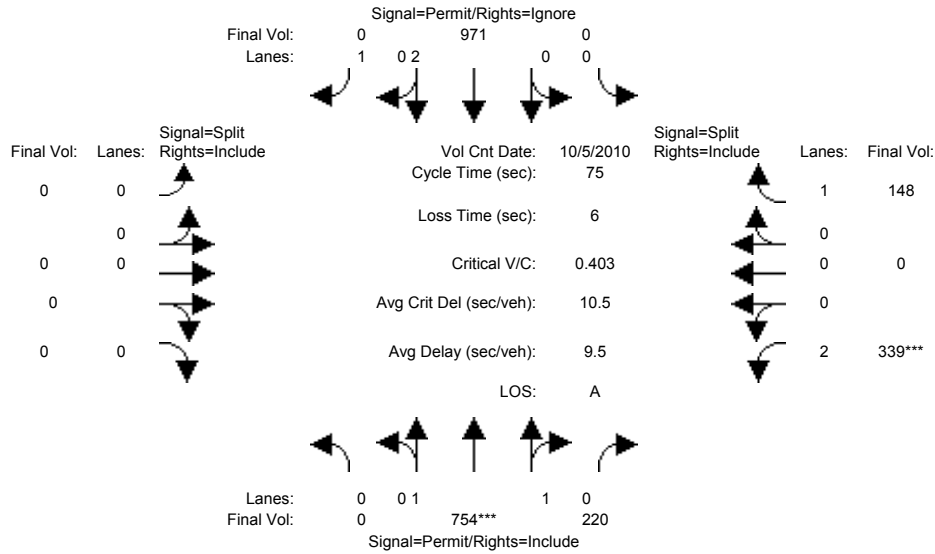 Signal=Permit/Rights=Ignore
Final Vol: 0 971 0
Lanes: 1 0 2 0 0
Signal=Split Signal=Split
Final Vol: Lanes: Rights=Include Vol Cnt Date: 10/5/2010 Rights=Include Lanes: Final Vol:
Cycle Time (sec): 75
0 0 1 148
Loss Time (sec): 6
0 0
0 0 Critical V/C: 0.403 0 0
0 Avg Crit Del (sec/veh): 10.5 0
0 0 Avg Delay (sec/veh): 9.5 2 339***
LOS: A
Lanes: 0 0 1 1 0
Final Vol: 0 754*** 220
Signal=Permit/Rights=Include